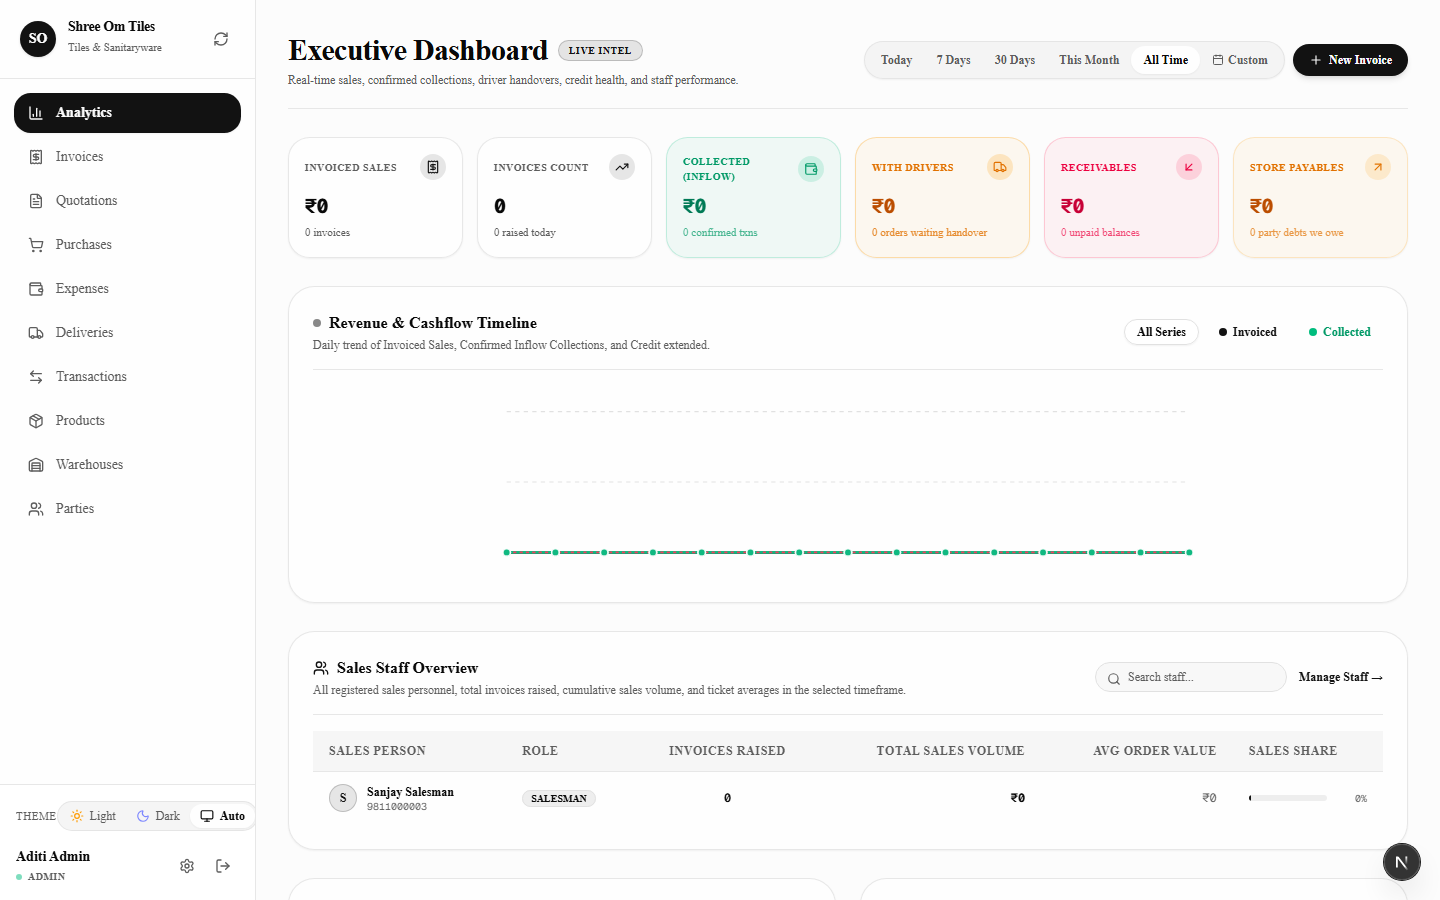 SO
Shree Om Tiles
Tiles & Sanitaryware
Analytics
Invoices
Quotations
Purchases
Expenses
Deliveries
Transactions
Products
Warehouses
Parties
THEME
Light
Dark
Auto
Aditi Admin
ADMIN
Executive Dashboard
LIVE INTEL
Real-time sales, confirmed collections, driver handovers, credit health, and staff performance.
Today
7 Days
30 Days
This Month
All Time
Custom
New Invoice
INVOICED SALES
₹0
0 invoices
INVOICES COUNT
0
0 raised today
COLLECTED
(INFLOW)
₹0
0 confirmed txns
WITH DRIVERS
₹0
0 orders waiting handover
RECEIVABLES
₹0
0 unpaid balances
STORE PAYABLES
₹0
0 party debts we owe
Revenue & Cashflow Timeline
Daily trend of Invoiced Sales, Confirmed Inflow Collections, and Credit extended.
All Series
Invoiced
Collected
Sales Staff Overview
All registered sales personnel, total invoices raised, cumulative sales volume, and ticket averages in the selected timeframe.
Search staff...
Manage Staff →
SALES PERSON
ROLE
INVOICES RAISED
TOTAL SALES VOLUME
AVG ORDER VALUE
SALES SHARE
S
Sanjay Salesman
9811000003
SALESMAN
0
₹0
₹0
0%
N